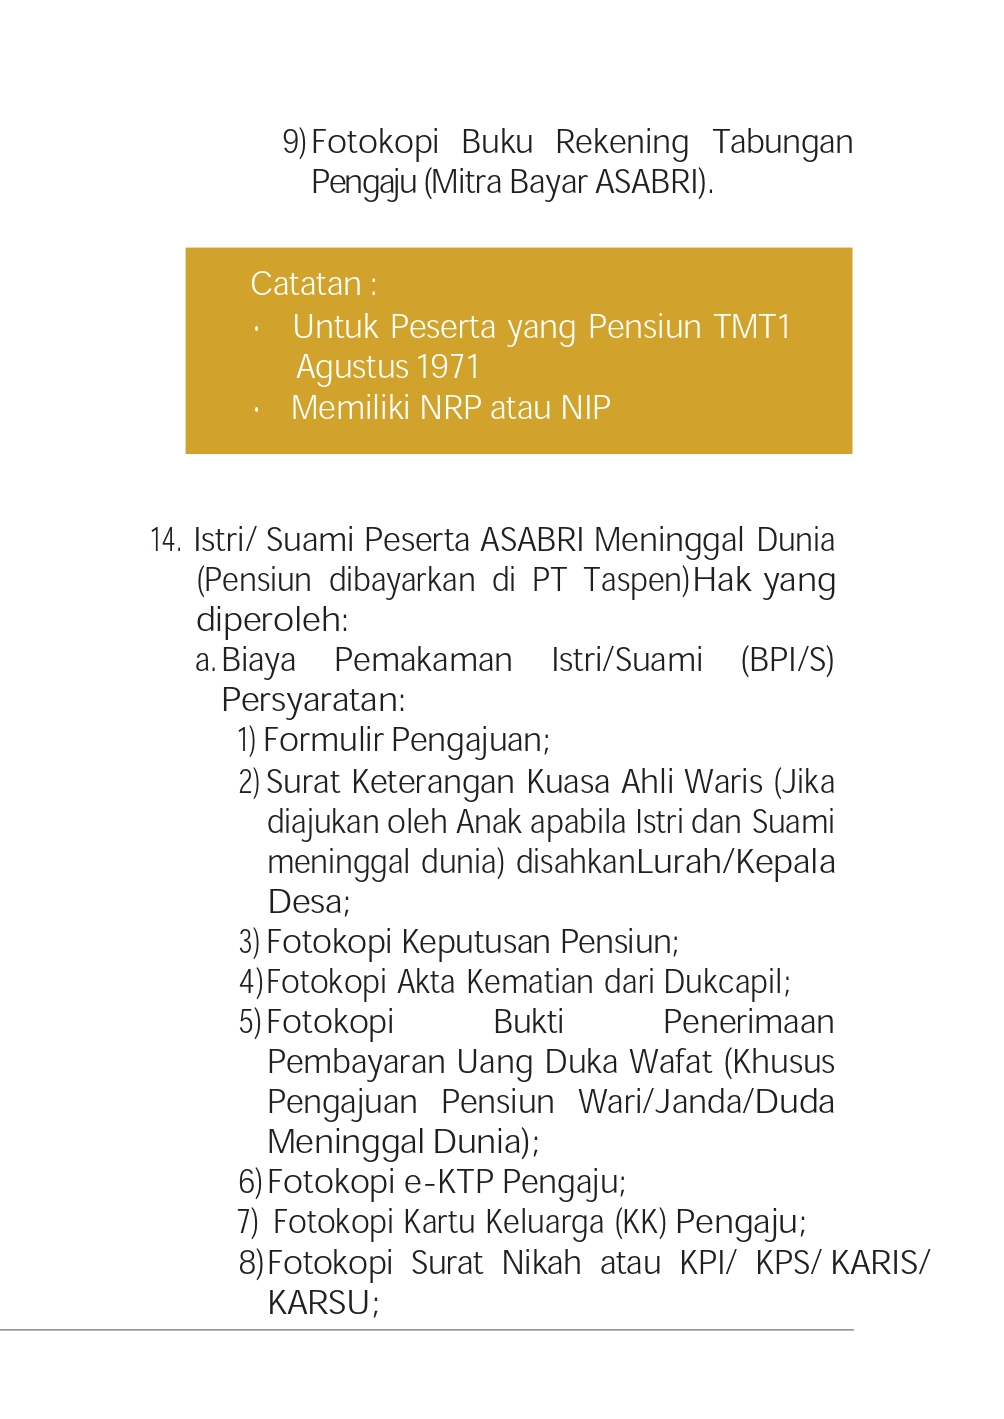 9) Fotokopi Buku Rekening Tabungan
Pengaju (Mitra Bayar ASABRI).
Catatan :
· Untuk Peserta yang Pensiun TMT1
Agustus 1971
· Memiliki NRP atau NIP
14. Istri/ Suami Peserta ASABRI Meninggal Dunia
(Pensiun dibayarkan di PT Taspen)Hak yang
diperoleh:
a. Biaya Pemakaman Istri/Suami (BPI/S)
Persyaratan:
1) Formulir Pengajuan;
2) Surat Keterangan Kuasa Ahli Waris (Jika
diajukan oleh Anak apabila Istri dan Suami
meninggal dunia) disahkanLurah/Kepala
Desa;
3) Fotokopi Keputusan Pensiun;
4) Fotokopi Akta Kematian dari Dukcapil;
5) Fotokopi Bukti Penerimaan
Pembayaran Uang Duka Wafat (Khusus
Pengajuan Pensiun Wari/Janda/Duda
Meninggal Dunia);
6) Fotokopi e-KTP Pengaju;
7) Fotokopi Kartu Keluarga (KK) Pengaju;
8) Fotokopi Surat Nikah atau KPI/ KPS/ KARIS/
KARSU;